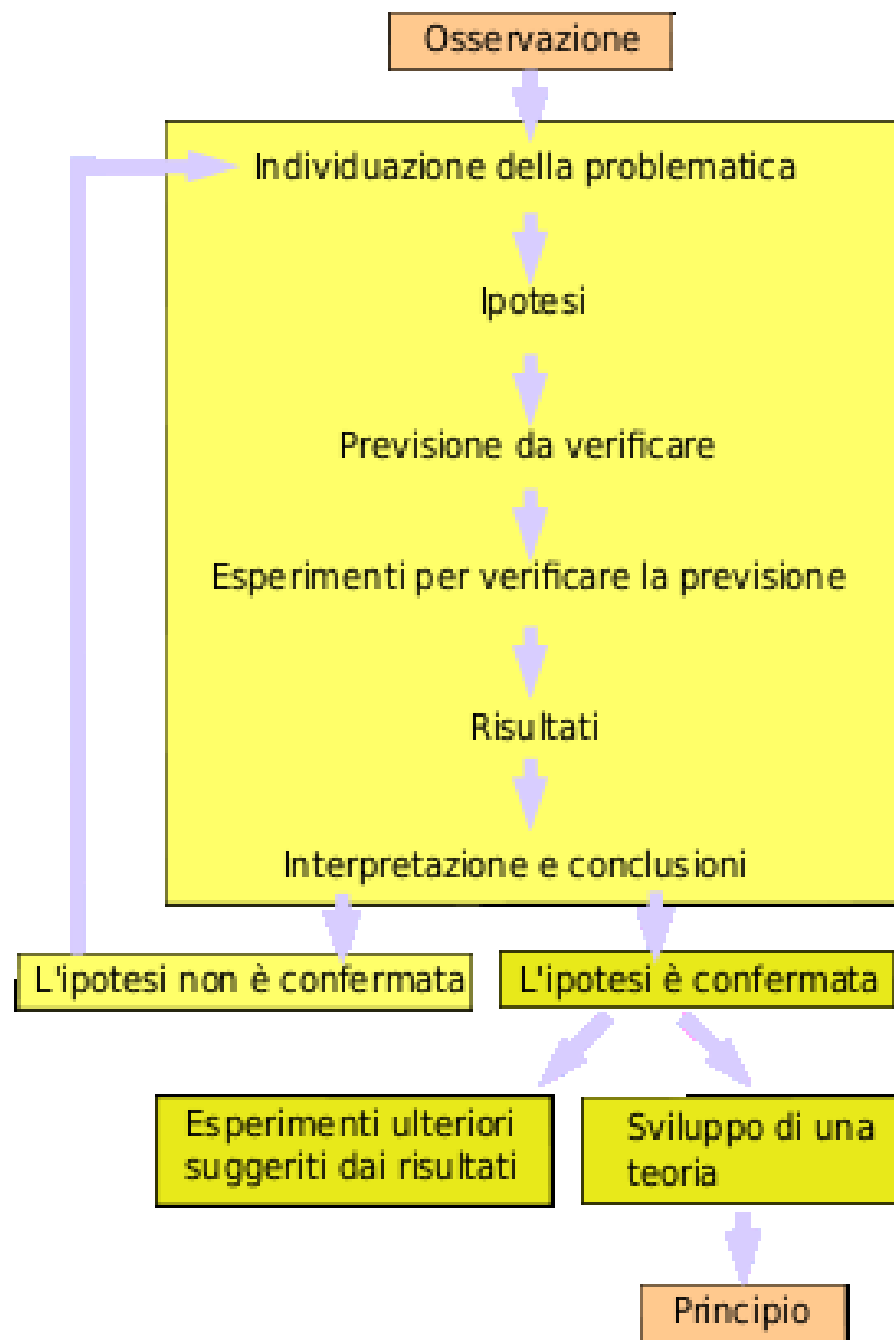 Osservazione
Individuazione della problematica
Ipotesi
Previsione da verificare
Esperimenti per verificare la previsione
Risultati
Interpretazione e conclusioni
L'ipotesi non è confermata
L'ipotesi è confermata
Esperimenti ulteriori
suggeriti dai risultati
Sviluppo di una
teoria
Principio